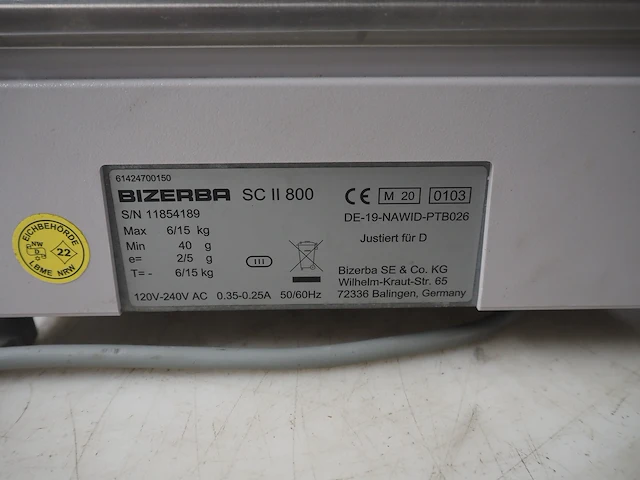 61424700150
BIZERBA SC II 800
CE M 20 0103
S/N 11854189
DE-19-NAWID-PTB026
Max 6/15 kg
Min 40 g
e= 2/5 g
T=- 6/15 kg
III
Justiert für D
Bizerba SE & Co. KG
Wilhelm-Kraut-Str. 65
72336 Balingen, Germany
120V-240V AC 0.35-0.25A 50/60Hz
EICHBEHÖRDE
NW
D
22
LBME NRW